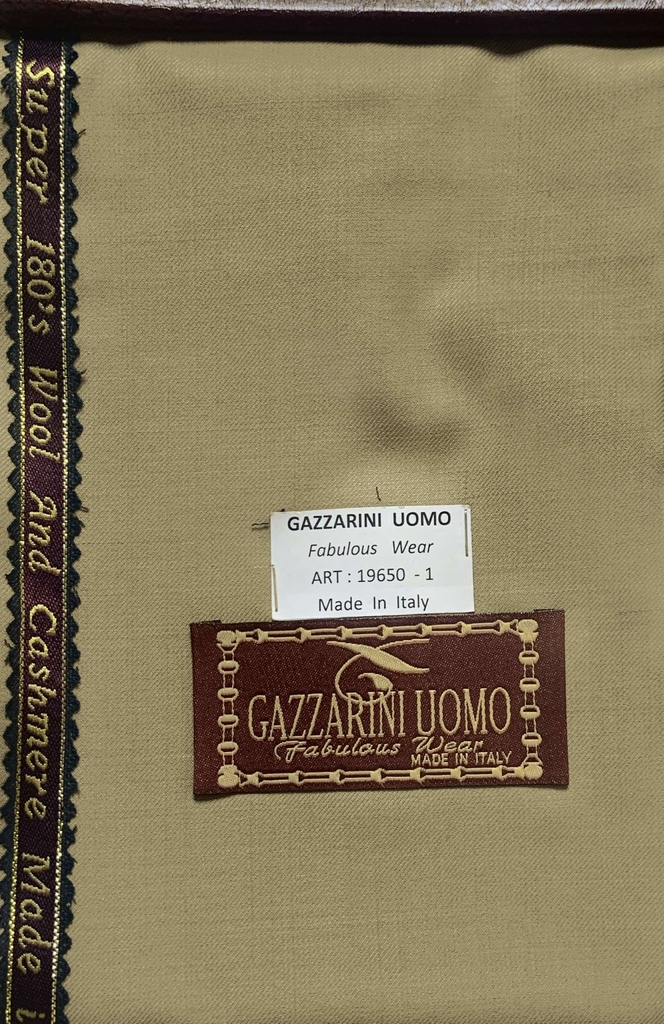 Super 180's Wool And Cashmere Made i
GAZZARINI UOMO
Fabulous Wear
ART : 19650 - 1
Made In Italy
GAZZARINI UOMO
Fabulous Wear
MADE IN ITALY